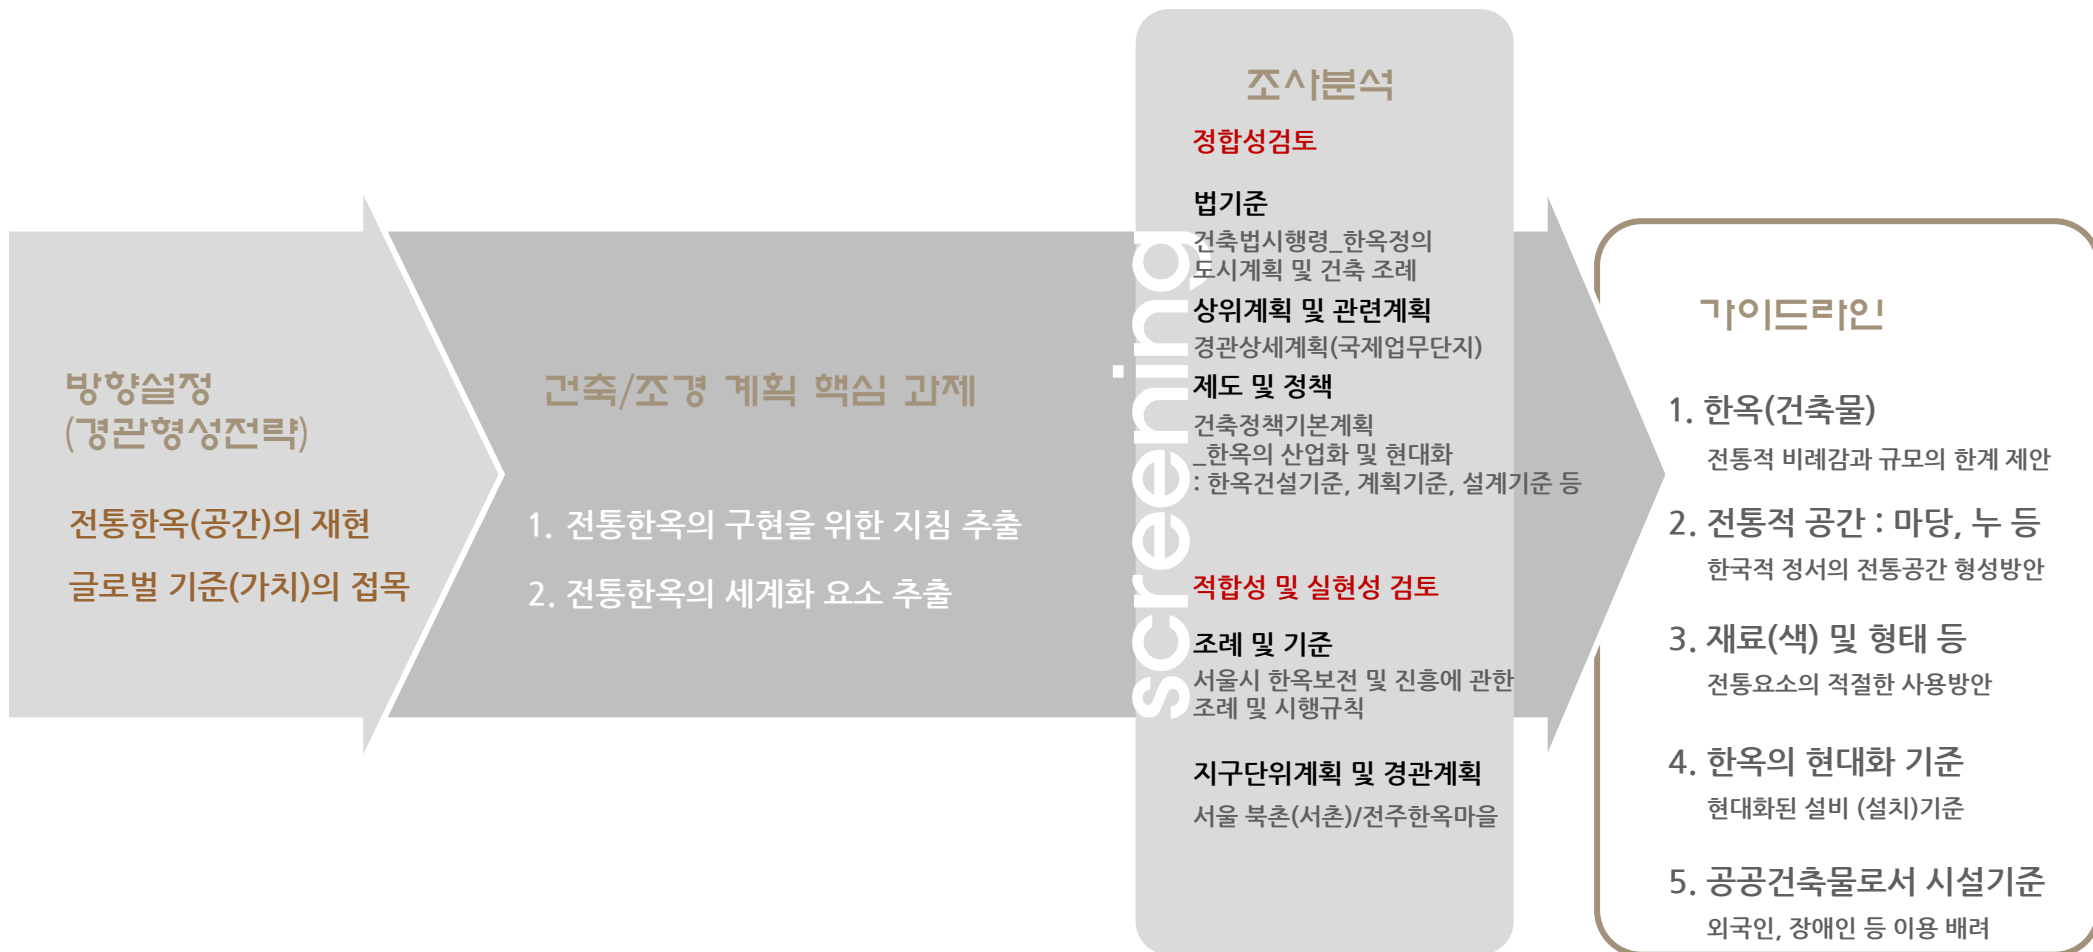 방향설정
(경관형성전략)
전통한옥(공간)의 재현
글로벌 기준(가치)의 접목
건축/조경 계획 핵심 과제
1. 전통한옥의 구현을 위한 지침 추출
2. 전통한옥의 세계화 요소 추출
screening
조사분석
정합성검토
법기준
건축법시행령_한옥정의
도시계획 및 건축 조례
상위계획 및 관련계획
경관상세계획(국제업무단지)
제도 및 정책
건축정책기본계획
_한옥의 산업화 및 현대화
: 한옥건설기준, 계획기준, 설계기준 등
적합성 및 실현성 검토
조례 및 기준
서울시 한옥보전 및 진흥에 관한
조례 및 시행규칙
지구단위계획 및 경관계획
서울 북촌(서촌)/전주한옥마을
가이드라인
1. 한옥(건축물)
전통적 비례감과 규모의 한계 제안
2. 전통적 공간 : 마당, 누 등
한국적 정서의 전통공간 형성방안
3. 재료(색) 및 형태 등
전통요소의 적절한 사용방안
4. 한옥의 현대화 기준
현대화된 설비 (설치)기준
5. 공공건축물로서 시설기준
외국인, 장애인 등 이용 배려